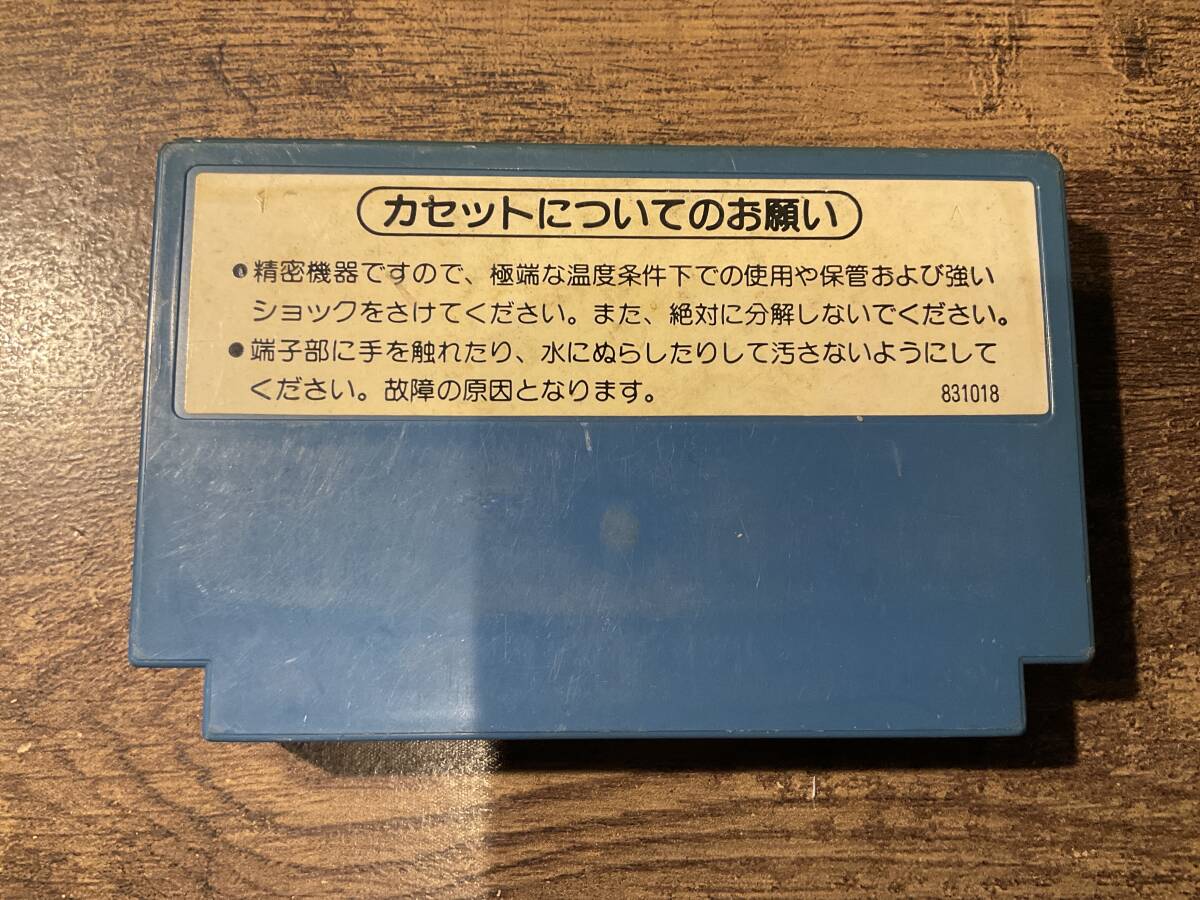 カセットについてのお願い
●精密機器ですので、極端な温度条件下での使用や保管および強い
ショックをさけてください。また、絶対に分解しないでください。
●端子部に手を触れたり、水にぬらしたりして汚さないようにして
ください。故障の原因となります。 831018